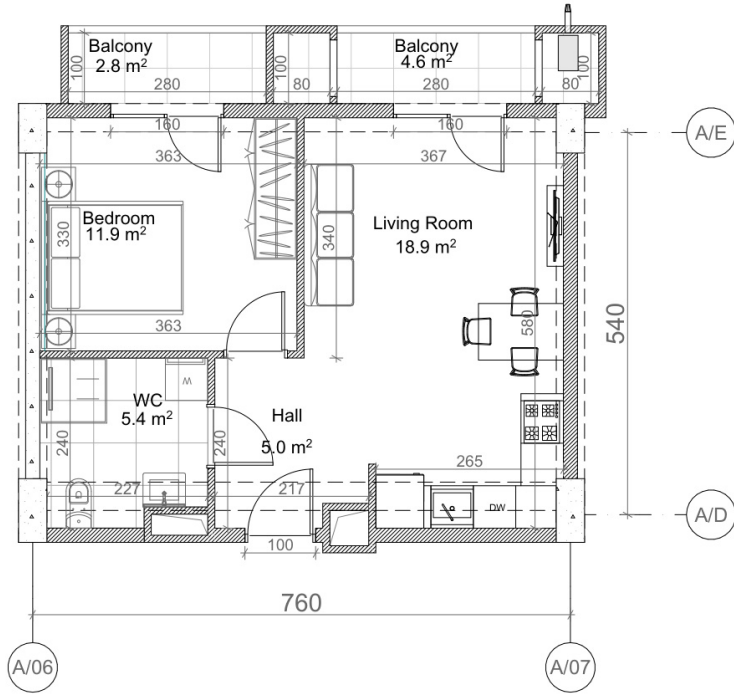 Balcony
2.8 m²
Balcony
4.6 m²
100
100
100
280
80
280
80
160
160
A/E
363
367
Bedroom
11.9 m²
Living Room
18.9 m²
330
340
363
580
540
W
WC
5.4 m²
Hall
5.0 m²
240
240
227
217
265
DW
A/D
100
760
A/06
A/07